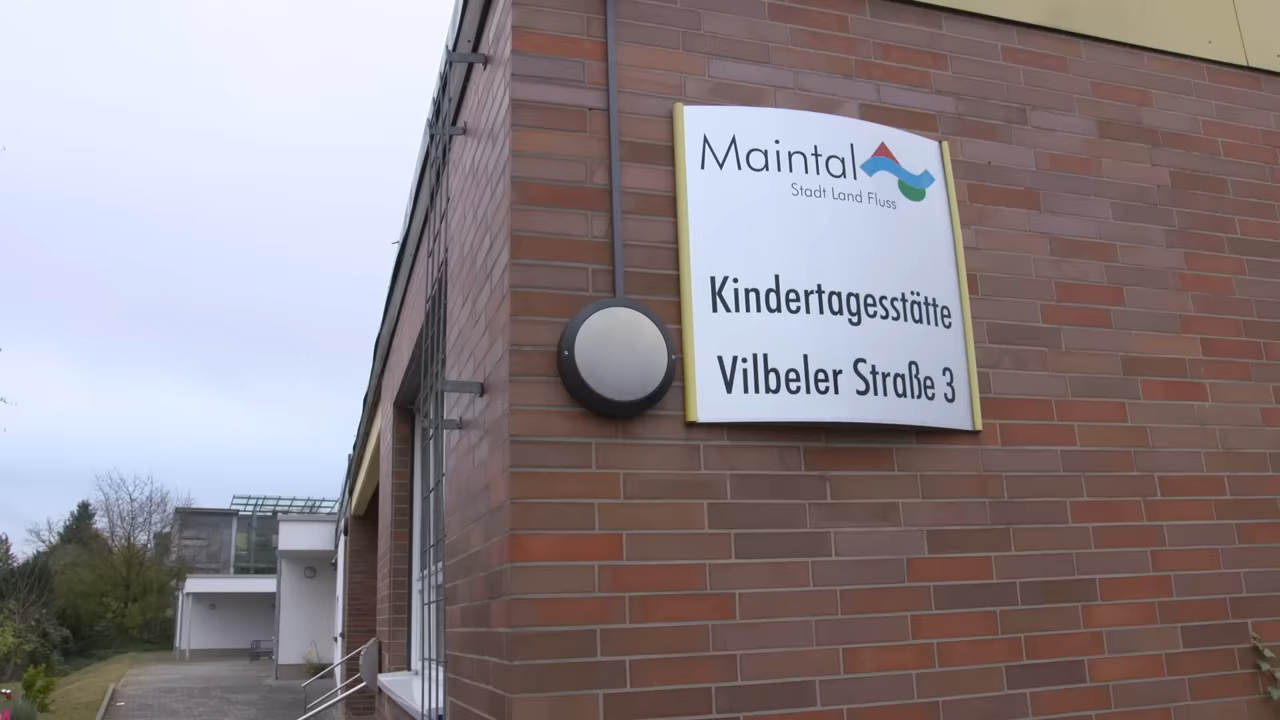 Maintal
Stadt Land Fluss
Kindertagesstätte
Vilbeler Straße 3